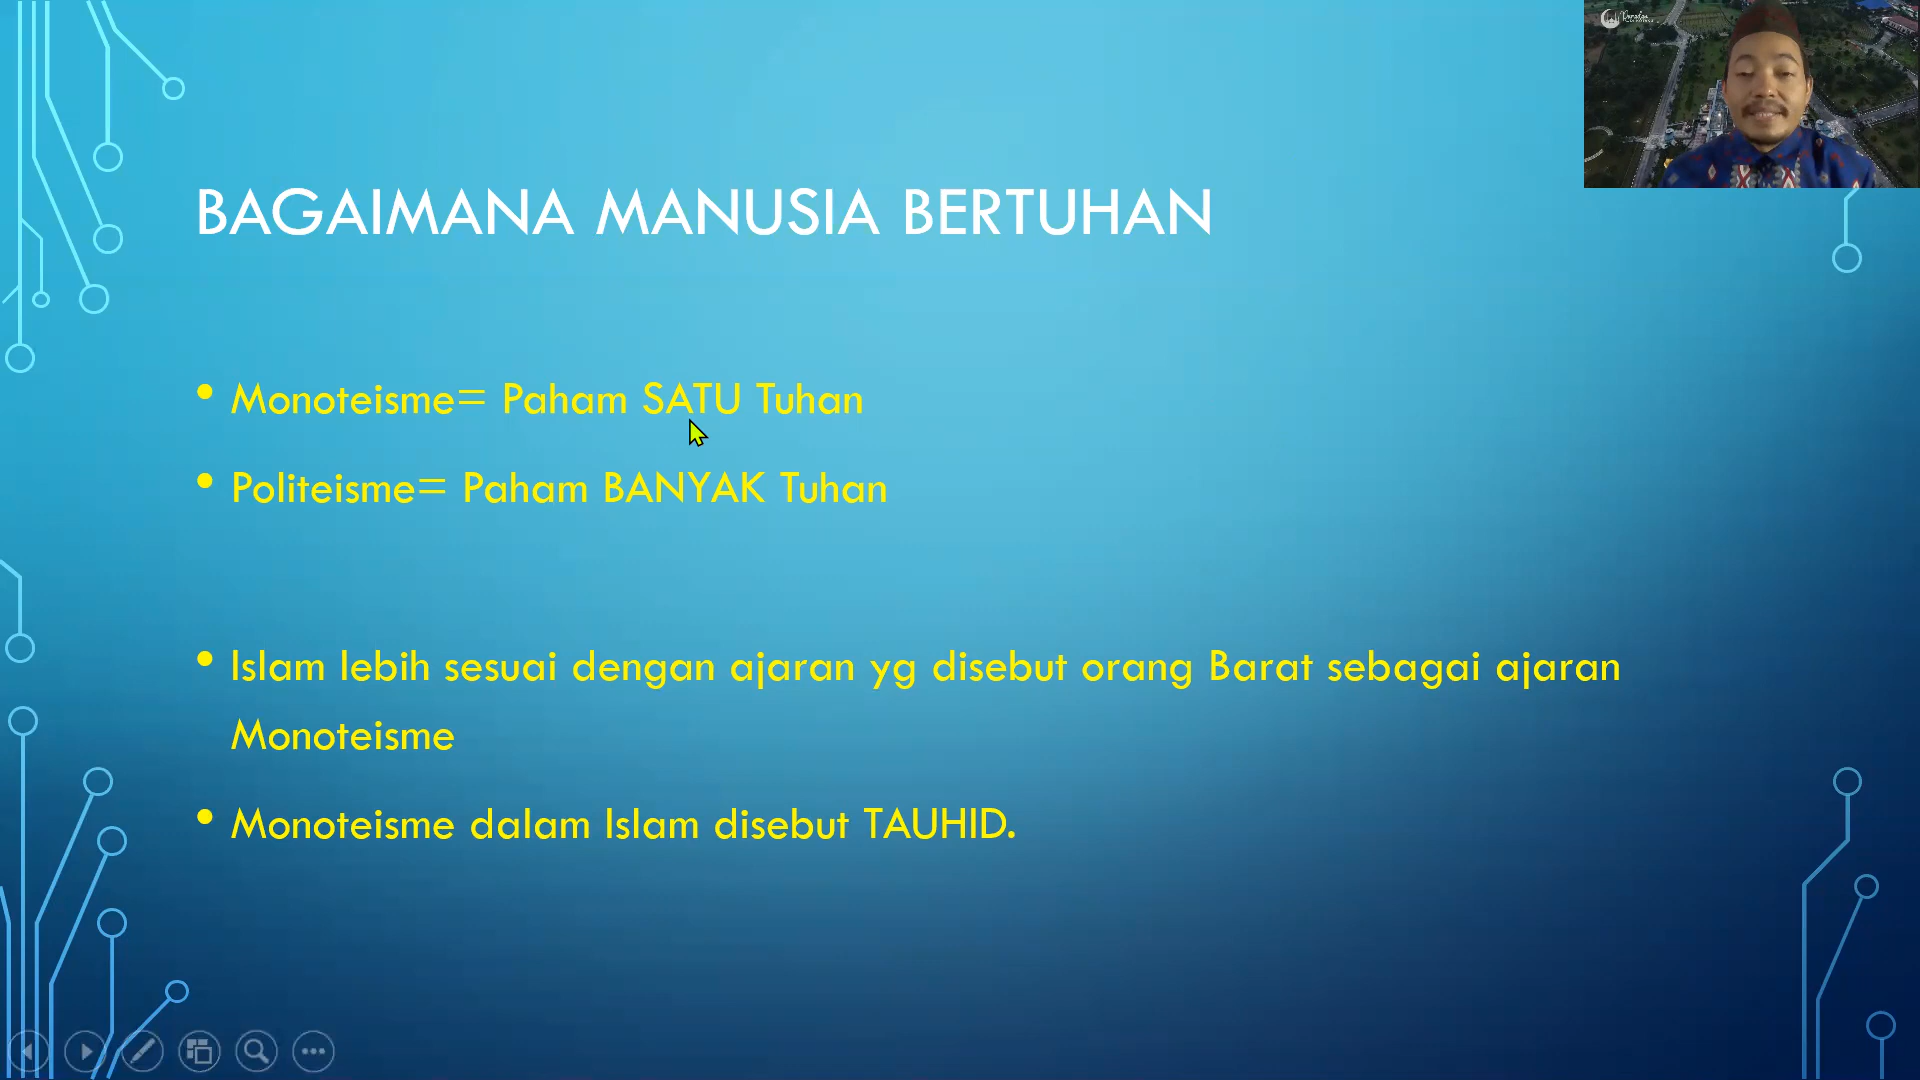 BAGAIMANA MANUSIA BERTUHAN
• Monoteisme= Paham SATU Tuhan
• Politeisme= Paham BANYAK Tuhan
• Islam lebih sesuai dengan ajaran yg disebut orang Barat sebagai ajaran
Monoteisme
• Monoteisme dalam Islam disebut TAUHID.